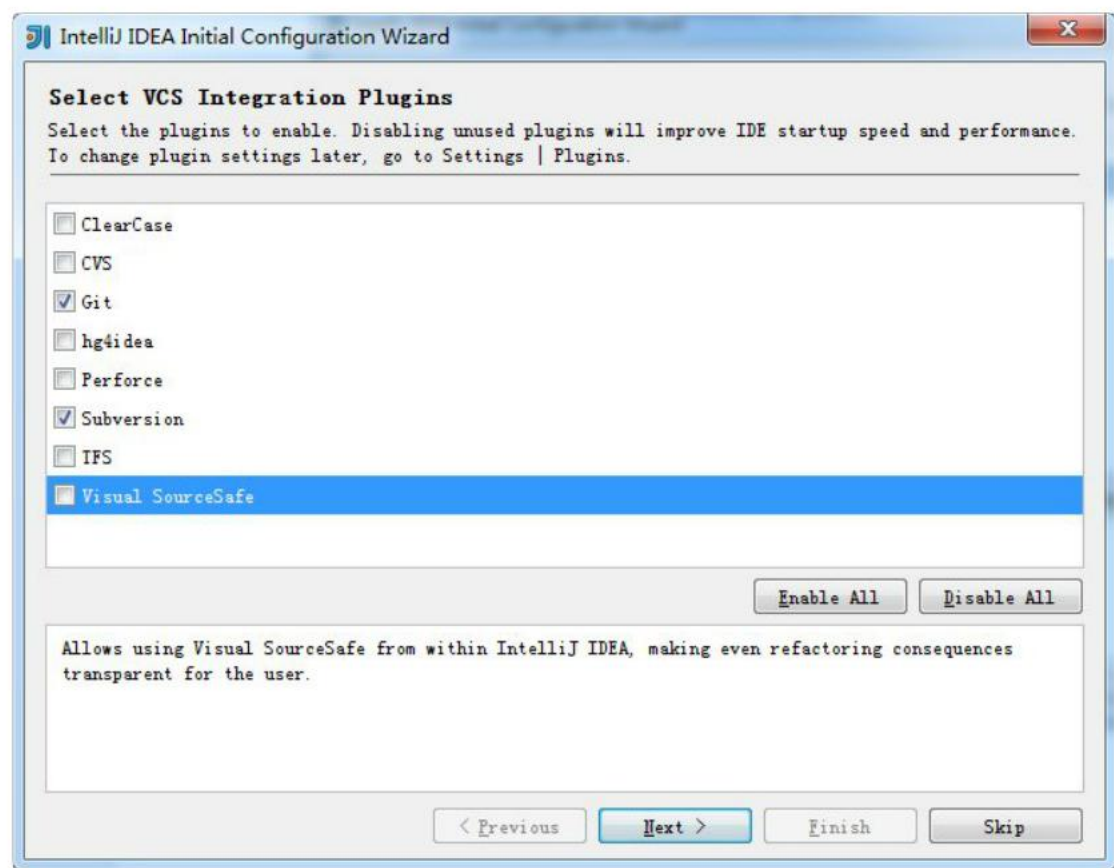 IntelliJ IDEA Initial Configuration Wizard
Select VCS Integration Plugins
Select the plugins to enable. Disabling unused plugins will improve IDE startup speed and performance.
To change plugin settings later, go to Settings | Plugins.
ClearCase
CVS
Git
hg4idea
Perforce
Subversion
TFS
Visual SourceSafe
Enable All
Disable All
Allows using Visual SourceSafe from within IntelliJ IDEA, making even refactoring consequences
transparent for the user.
< Previous
Next >
Finish
Skip